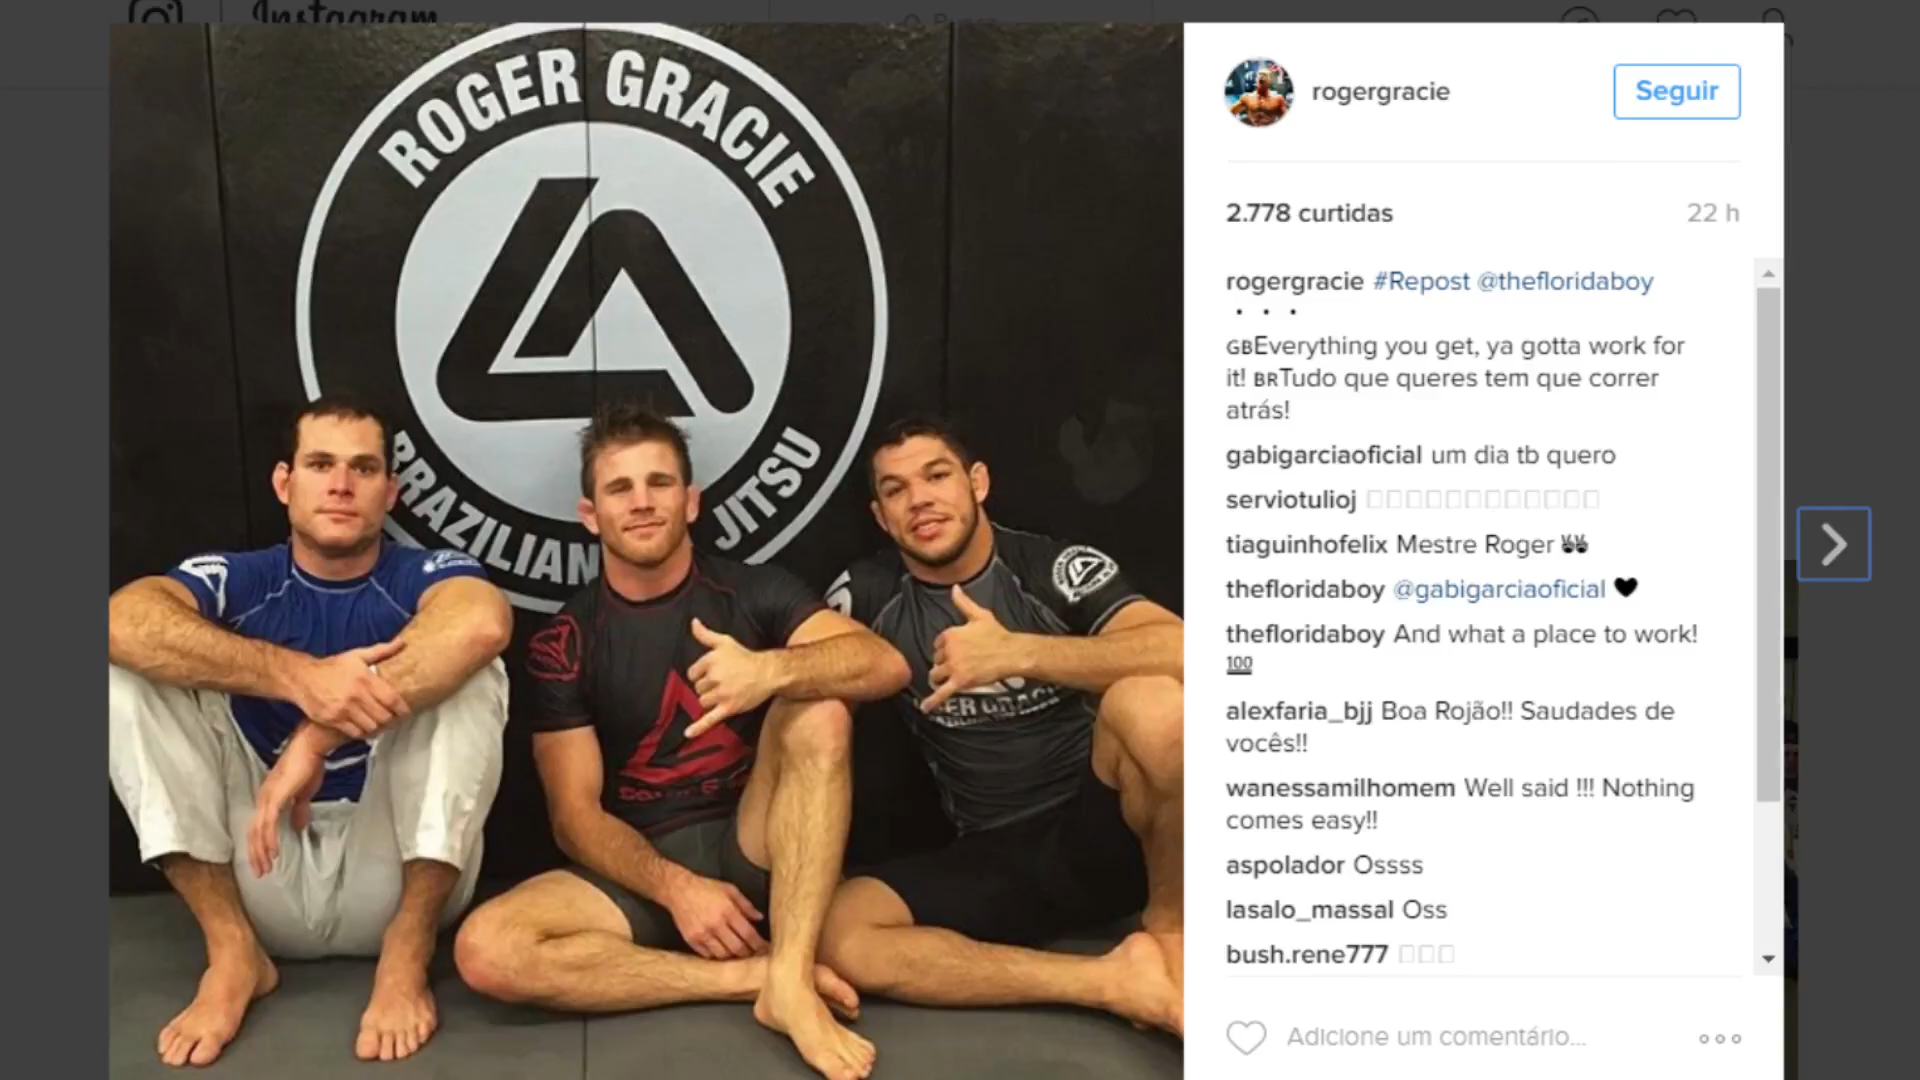 Instagram
ROGER GRACIE
BRAZILIAN JITSU
rogergracie
Seguir
2.778 curtidas
22 h
rogergracie #Repost @thefloridaboy
. . .
GBEverything you get, ya gotta work for
it! BRTudo que queres tem que correr
atrás!
gabigarciaoficial um dia tb quero
serviotulioj
tiaguinhofelix Mestre Roger
thefloridaboy @gabigarciaoficial 🖤
thefloridaboy And what a place to work!
100
alexfaria_bjj Boa Rojão!! Saudades de
vocês!!
wanessamilhomem Well said !!! Nothing
comes easy!!
aspolador Ossss
lasalo_massal Oss
bush.rene777
Adicione um comentário...